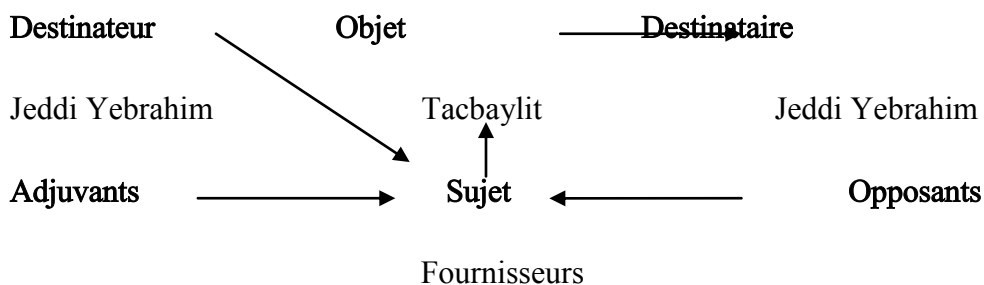 Destinateur Objet Destinataire
Jeddi Yebrahim Tacbaylit Jeddi Yebrahim
Adjuvants Sujet Opposants
Fournisseurs